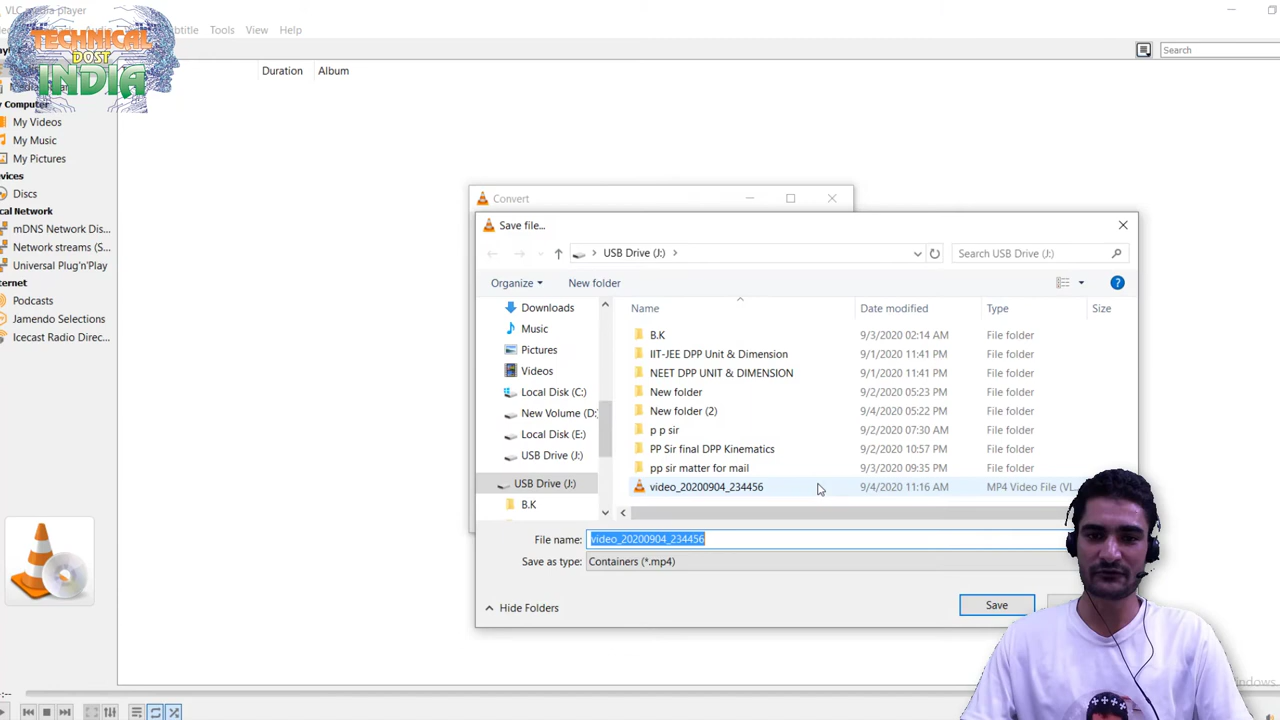 VLC media player
Tools View Help
TECHNICAL
DOST
INDIA
Search
Duration Album
My Videos
My Music
My Pictures
Discs
mDNS Network Dis...
Network streams (S...
Universal Plug'n'Play
Podcasts
Jamendo Selections
Icecast Radio Direc...
Convert
Save file...
USB Drive (J:)
Search USB Drive (J:)
Organize New folder
Downloads
Music
Pictures
Videos
Local Disk (C:)
New Volume (D:
Local Disk (E:)
USB Drive (J:)
USB Drive (J:)
B.K
Name Date modified Type Size
B.K 9/3/2020 02:14 AM File folder
IIT-JEE DPP Unit & Dimension 9/1/2020 11:41 PM File folder
NEET DPP UNIT & DIMENSION 9/1/2020 11:41 PM File folder
New folder 9/2/2020 05:23 PM File folder
New folder (2) 9/4/2020 05:22 PM File folder
p p sir 9/2/2020 07:30 AM File folder
PP Sir final DPP Kinematics 9/2/2020 10:57 PM File folder
pp sir matter for mail 9/3/2020 09:35 PM File folder
video_20200904_234456 9/4/2020 11:16 AM MP4 Video File (VL...
File name: video_20200904_234456
Save as type: Containers (*.mp4)
Hide Folders
Save